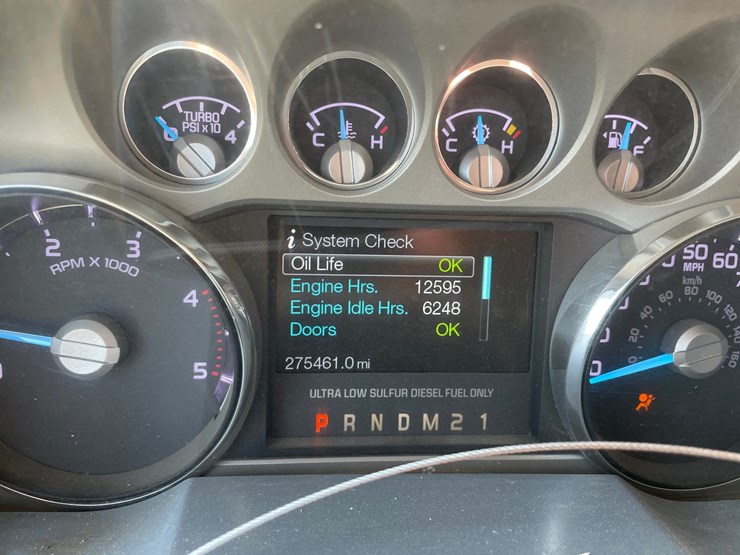 TURBO
PSI x 10
0 4
C H
C H
F
i System Check
Oil Life OK
Engine Hrs. 12595
Engine Idle Hrs. 6248
Doors OK
275461.0 mi
ULTRA LOW SULFUR DIESEL FUEL ONLY
P R N D M 2 1
2 3
RPM X 1000
4
5
50 60
MPH
km/h
20 40 60 80 100 120 140 160
0